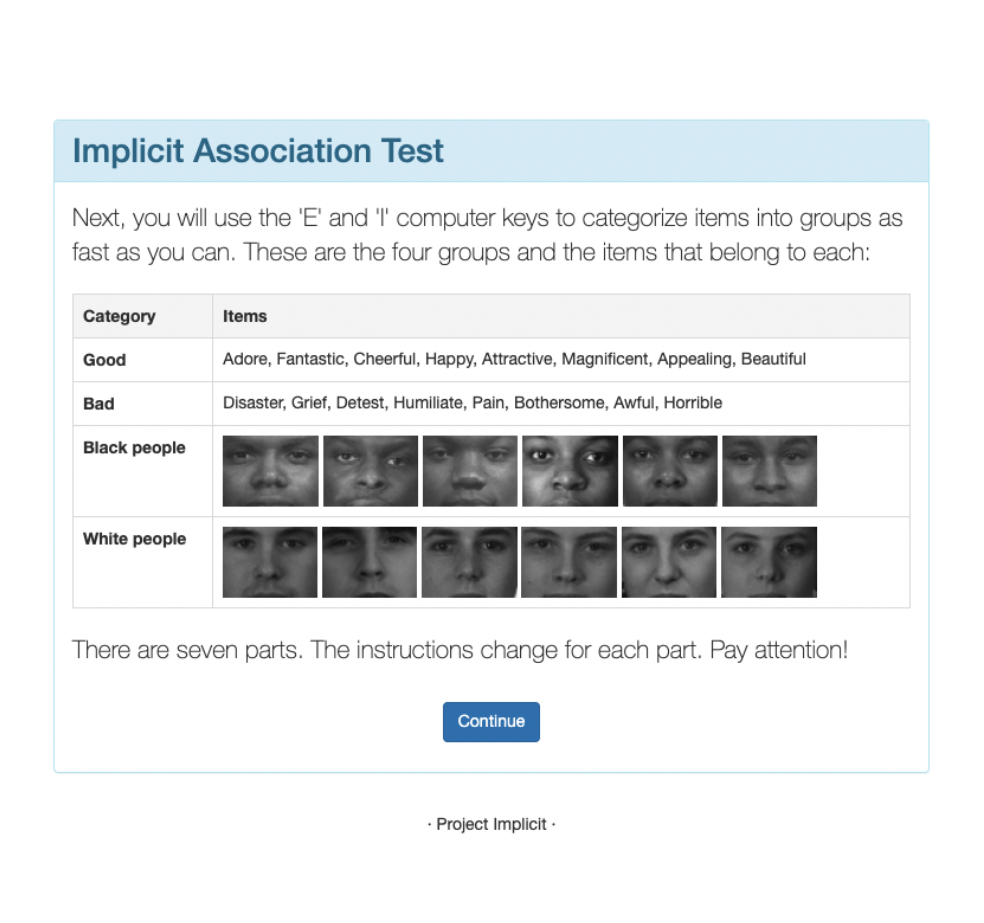 Implicit Association Test
Next, you will use the 'E' and 'I' computer keys to categorize items into groups as
fast as you can. These are the four groups and the items that belong to each:
Category Items
Good Adore, Fantastic, Cheerful, Happy, Attractive, Magnificent, Appealing, Beautiful
Bad Disaster, Grief, Detest, Humiliate, Pain, Bothersome, Awful, Horrible
Black people
White people
There are seven parts. The instructions change for each part. Pay attention!
Continue
· Project Implicit ·